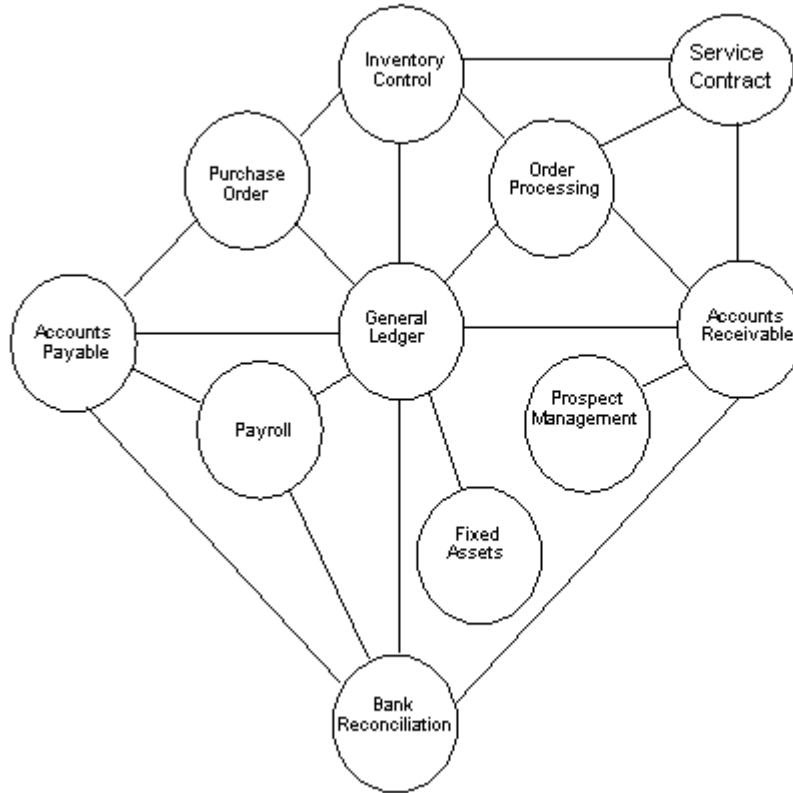 Inventory
Control
Service
Contract
Purchase
Order
Order
Processing
Accounts
Payable
General
Ledger
Accounts
Receivable
Payroll
Prospect
Management
Fixed
Assets
Bank
Reconciliation